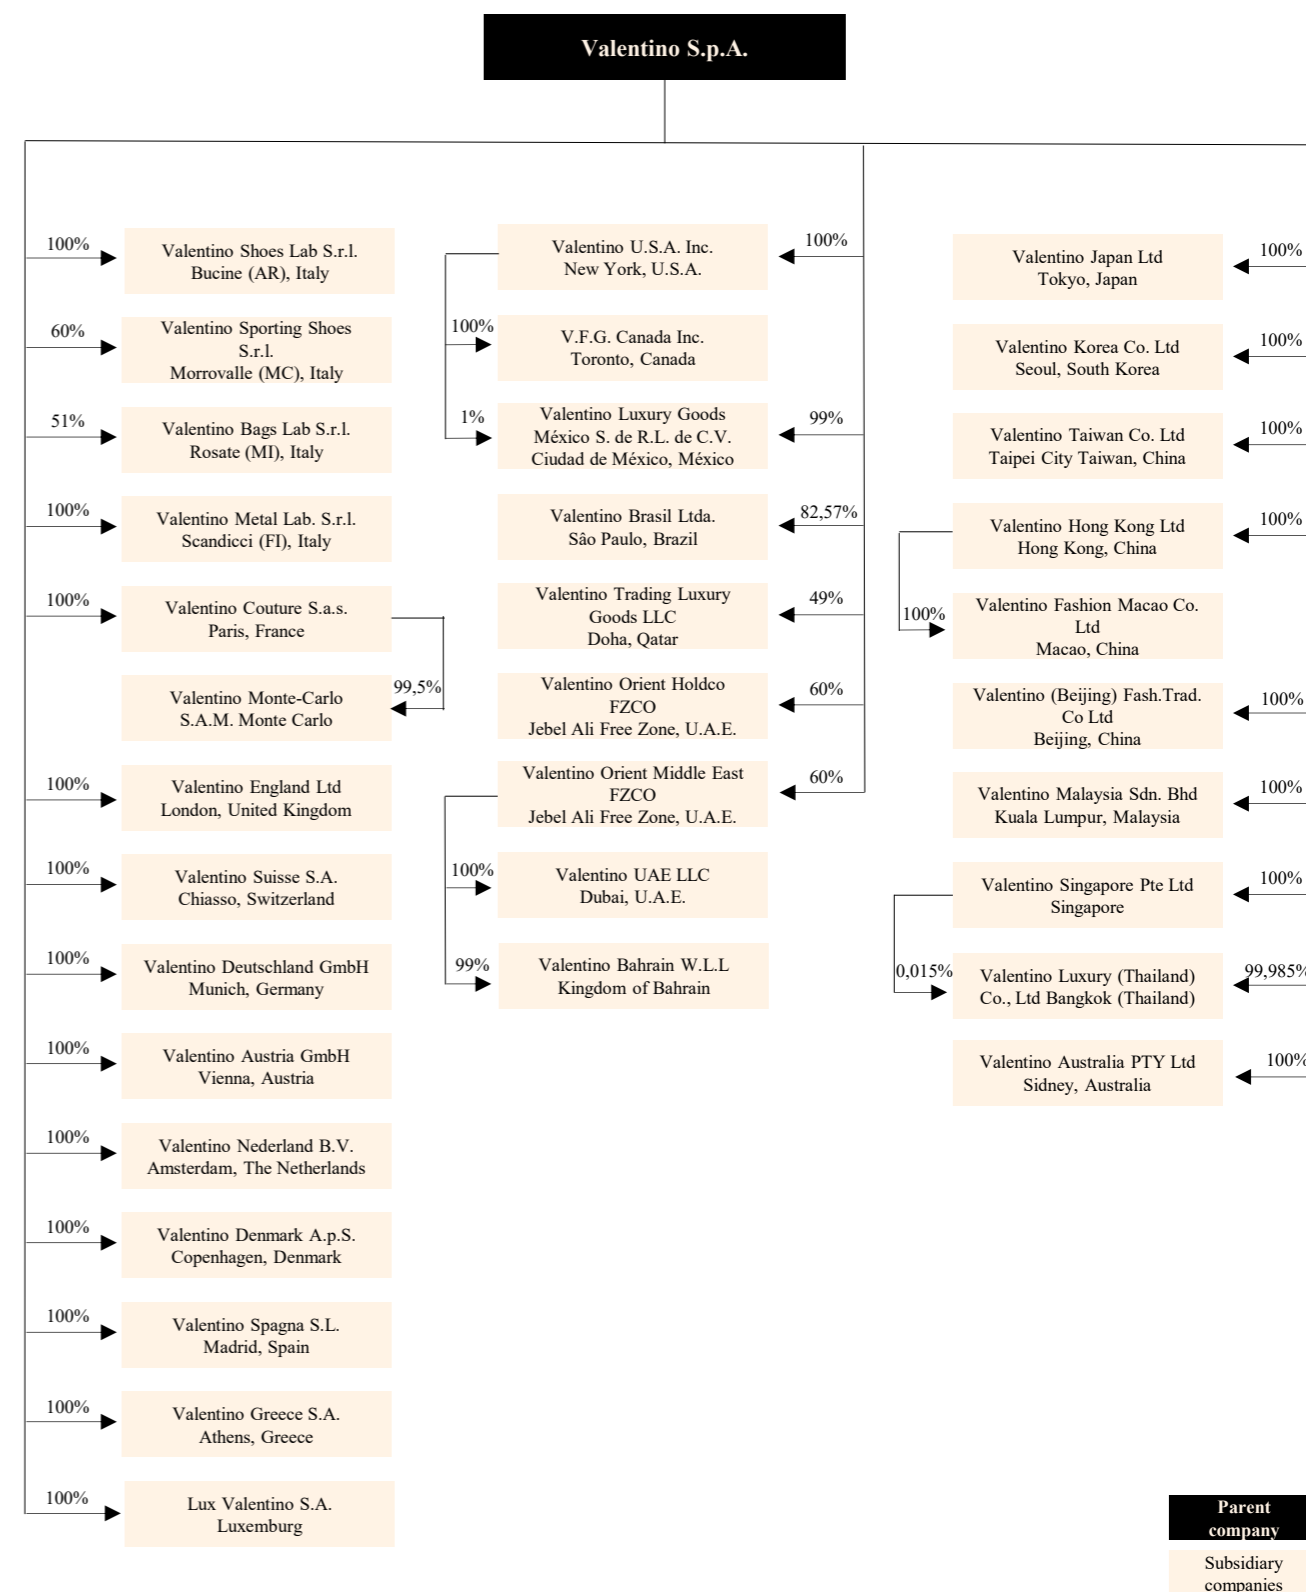 Valentino S.p.A.
100%
Valentino Shoes Lab S.r.l.
Bucine (AR), Italy
60%
Valentino Sporting Shoes
S.r.l.
Morrovalle (MC), Italy
51%
Valentino Bags Lab S.r.l.
Rosate (MI), Italy
100%
Valentino Metal Lab. S.r.l.
Scandicci (FI), Italy
100%
Valentino Couture S.a.s.
Paris, France
99,5%
Valentino Monte-Carlo
S.A.M. Monte Carlo
100%
Valentino England Ltd
London, United Kingdom
100%
Valentino Suisse S.A.
Chiasso, Switzerland
100%
Valentino Deutschland GmbH
Munich, Germany
100%
Valentino Austria GmbH
Vienna, Austria
100%
Valentino Nederland B.V.
Amsterdam, The Netherlands
100%
Valentino Denmark A.p.S.
Copenhagen, Denmark
100%
Valentino Spagna S.L.
Madrid, Spain
100%
Valentino Greece S.A.
Athens, Greece
100%
Lux Valentino S.A.
Luxemburg
Valentino U.S.A. Inc.
New York, U.S.A.
100%
100%
V.F.G. Canada Inc.
Toronto, Canada
1%
Valentino Luxury Goods
México S. de R.L. de C.V.
Ciudad de México, México
99%
Valentino Brasil Ltda.
Sâo Paulo, Brazil
82,57%
Valentino Trading Luxury
Goods LLC
Doha, Qatar
49%
Valentino Orient Holdco
FZCO
Jebel Ali Free Zone, U.A.E.
60%
Valentino Orient Middle East
FZCO
Jebel Ali Free Zone, U.A.E.
60%
100%
Valentino UAE LLC
Dubai, U.A.E.
99%
Valentino Bahrain W.L.L
Kingdom of Bahrain
Valentino Japan Ltd
Tokyo, Japan
100%
Valentino Korea Co. Ltd
Seoul, South Korea
100%
Valentino Taiwan Co. Ltd
Taipei City Taiwan, China
100%
Valentino Hong Kong Ltd
Hong Kong, China
100%
100%
Valentino Fashion Macao Co.
Ltd
Macao, China
Valentino (Beijing) Fash.Trad.
Co Ltd
Beijing, China
100%
Valentino Malaysia Sdn. Bhd
Kuala Lumpur, Malaysia
100%
Valentino Singapore Pte Ltd
Singapore
100%
0,015%
Valentino Luxury (Thailand)
Co., Ltd Bangkok (Thailand)
99,985%
Valentino Australia PTY Ltd
Sidney, Australia
100%
Parent
company
Subsidiary
companies